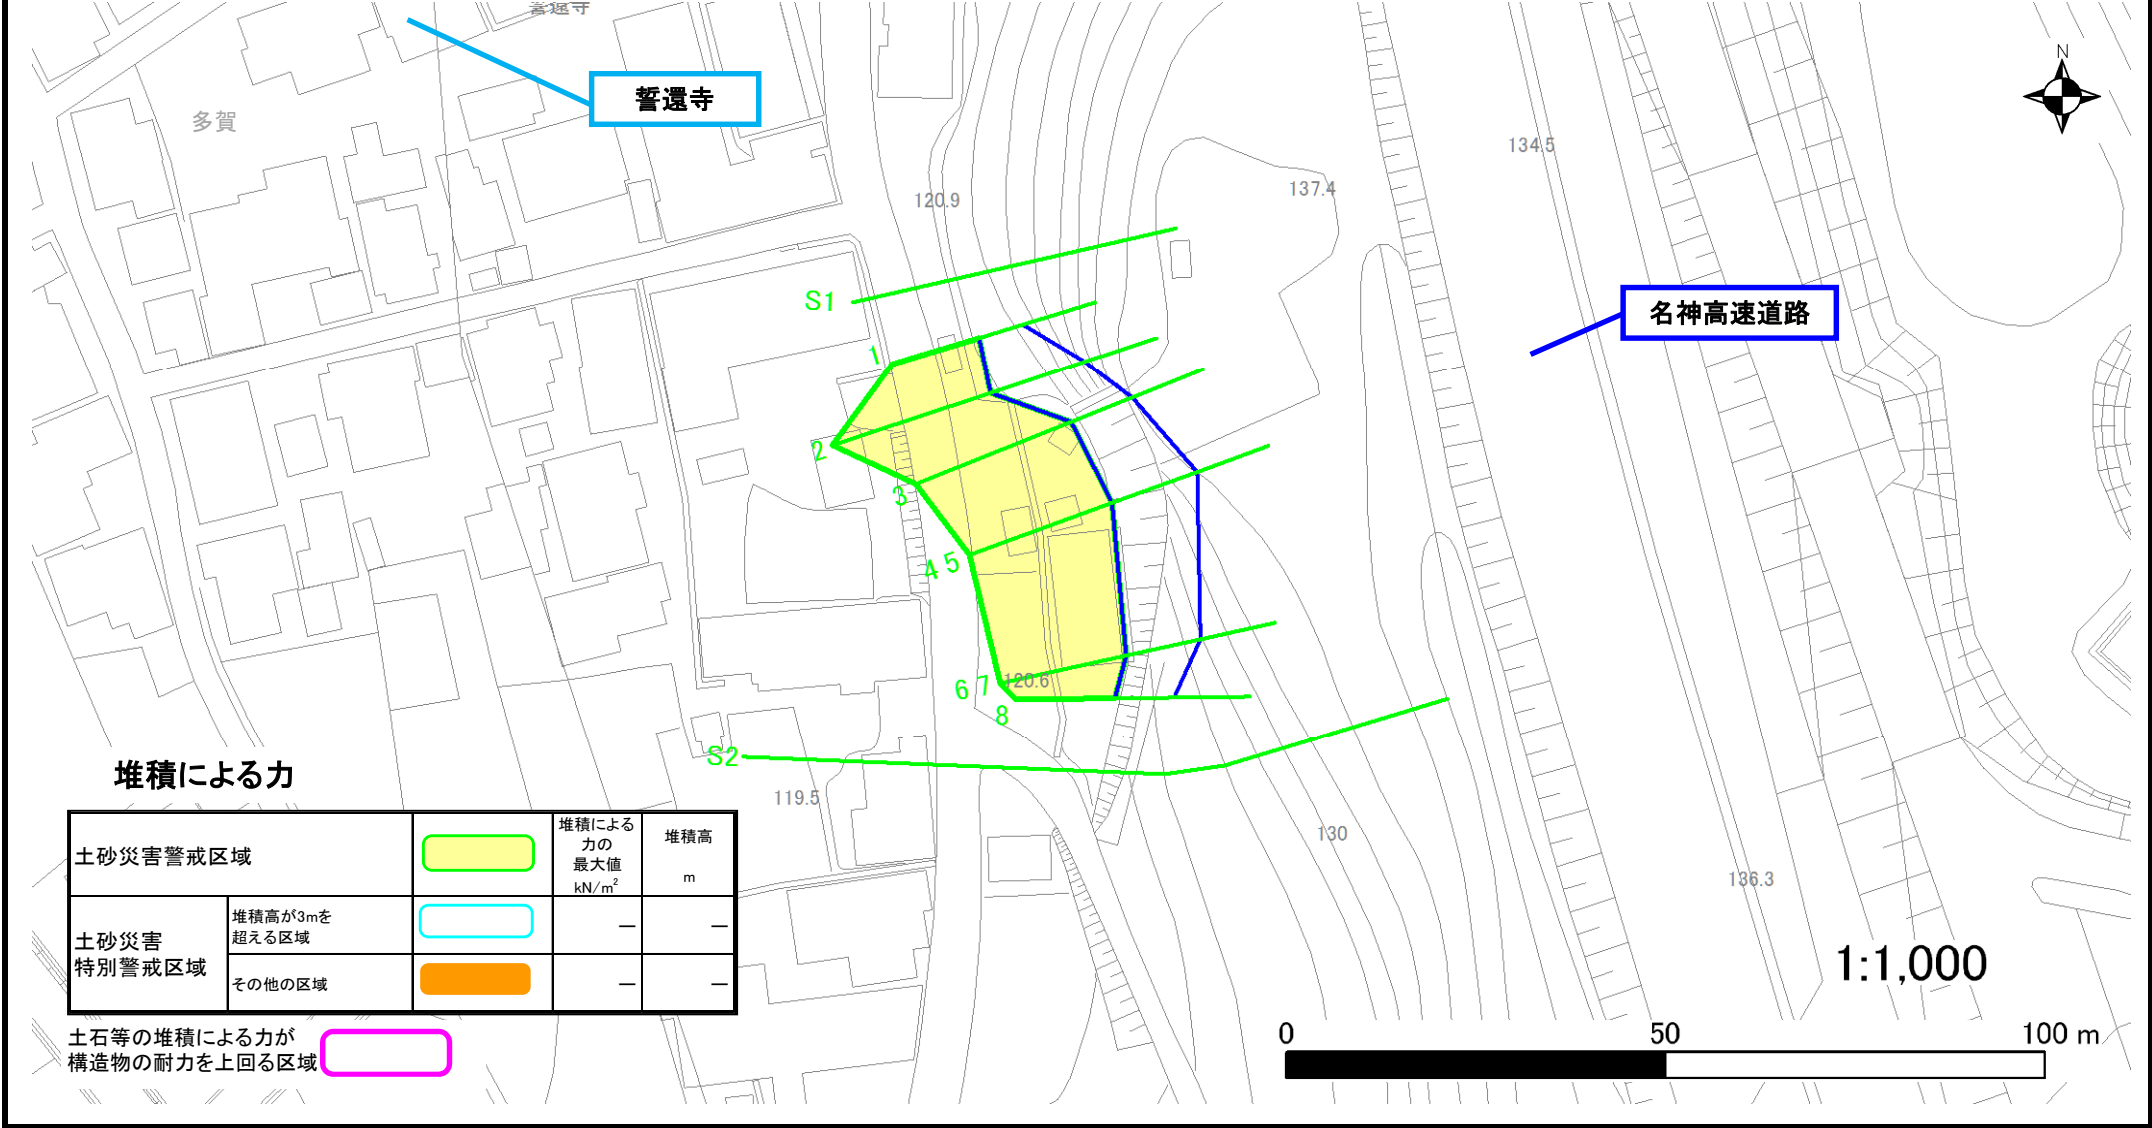 誓還寺
誓還寺
多賀
N
134.5
137.4
120.9
名神高速道路
S1
1
2
3
4 5
6 7
120.6
8
S2
119.5
130
136.3
堆積による力
土砂災害警戒区域
堆積による
力の
最大値
kN/m²
堆積高
m
土砂災害
特別警戒区域
堆積高が3mを
超える区域
－ －
その他の区域
－ －
土石等の堆積による力が
構造物の耐力を上回る区域
1:1,000
0 50 100 m